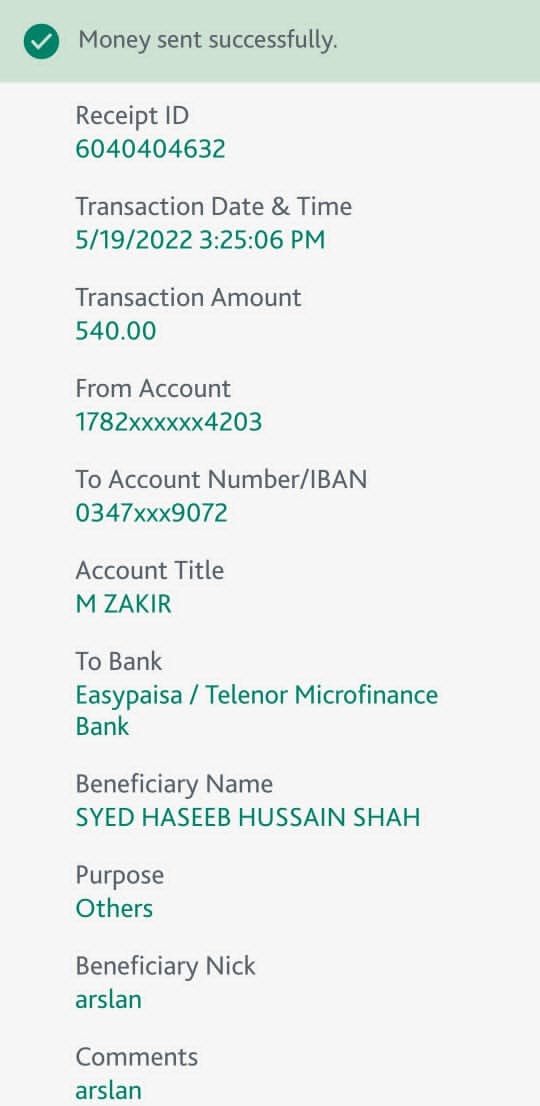 Money sent successfully.
Receipt ID
6040404632
Transaction Date & Time
5/19/2022 3:25:06 PM
Transaction Amount
540.00
From Account
1782xxxxxx4203
To Account Number/IBAN
0347xxx9072
Account Title
M ZAKIR
To Bank
Easypaisa / Telenor Microfinance
Bank
Beneficiary Name
SYED HASEEB HUSSAIN SHAH
Purpose
Others
Beneficiary Nick
arslan
Comments
arslan